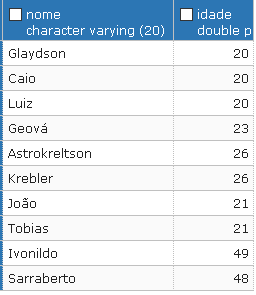 nome idade
character varying (20) double p
Glaydson 20
Caio 20
Luiz 20
Geová 23
Astrokreltson 26
Krebler 26
João 21
Tobias 21
Ivonildo 49
Sarraberto 48